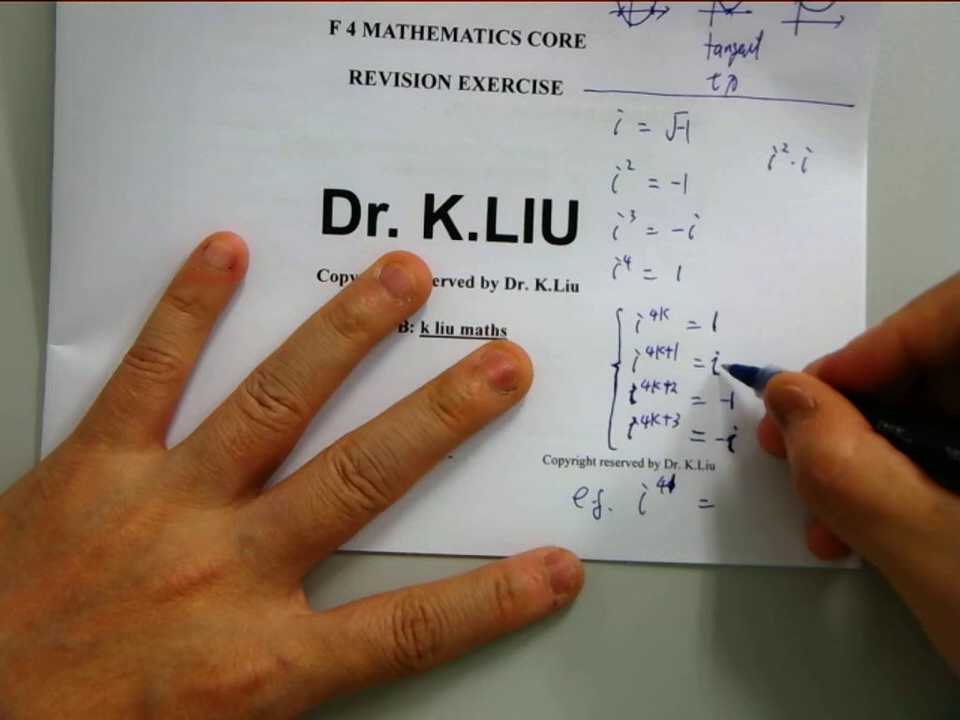 F 4 MATHEMATICS CORE
REVISION EXERCISE
tangent
i = √-1
i² = -1
i² · i
i³ = -i
i⁴ = 1
Dr. K.LIU
erved by Dr. K.Liu
B: k liu maths
i^4K = 1
i^4K+1 = i
i^4K+2 = -1
i^4K+3 = -i
Copyright reserved by Dr. K.Liu
e.g. i^41 =